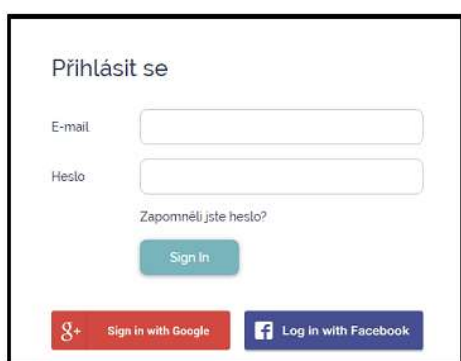 Přihlásit se
E-mail
Heslo
Zapomněli jste heslo?
Sign In
g+ Sign in with Google
f Log in with Facebook